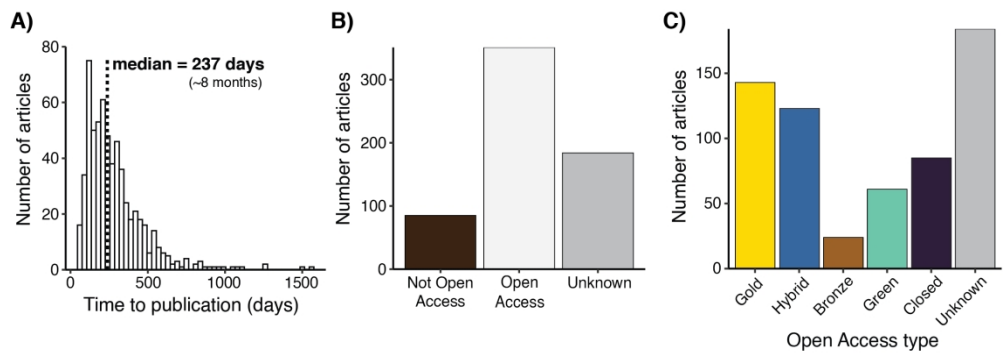 A)
median = 237 days
(~8 months)
Number of articles
80
60
40
20
0
0
500
1000
1500
Time to publication (days)
B)
Number of articles
300
200
100
0
Not Open
Access
Open
Access
Unknown
C)
Number of articles
150
100
50
0
Gold
Hybrid
Bronze
Green
Closed
Unknown
Open Access type